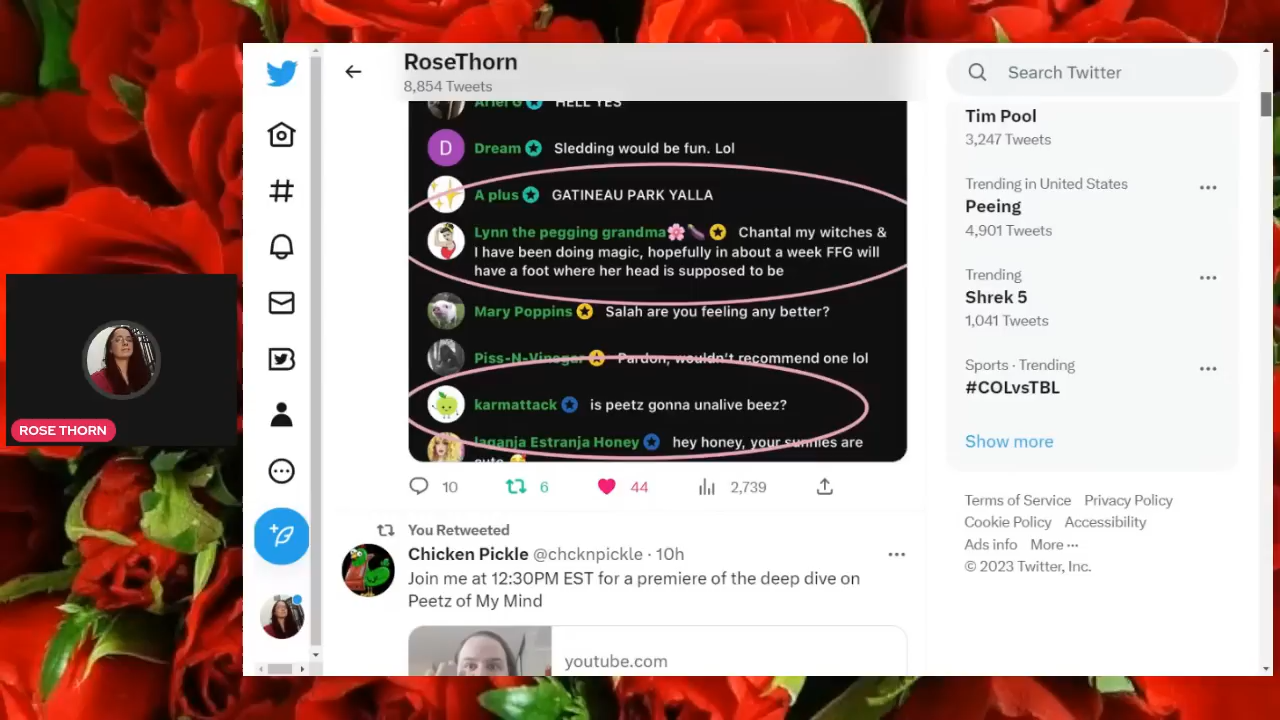 RoseThorn
8,854 Tweets
Search Twitter
Ariel G HELL YES
Dream Sledding would be fun. Lol
A plus GATINEAU PARK YALLA
Lynn the pegging grandma🌸🍆 Chantal my witches &
I have been doing magic, hopefully in about a week FFG will
have a foot where her head is supposed to be
Mary Poppins Salah are you feeling any better?
Piss-N-Vinegar Pardon, wouldn't recommend one lol
karmattack is peetz gonna unalive beez?
laganja Estranja Honey hey honey, your sunnies are
cute 🥰
10 6 44 2,739
You Retweeted
Chicken Pickle @chcknpickle · 10h
Join me at 12:30PM EST for a premiere of the deep dive on
Peetz of My Mind
youtube.com
Tim Pool
3,247 Tweets
Trending in United States
Peeing
4,901 Tweets
Trending
Shrek 5
1,041 Tweets
Sports · Trending
#COLvsTBL
Show more
Terms of Service Privacy Policy
Cookie Policy Accessibility
Ads info More ···
© 2023 Twitter, Inc.
D
ROSE THORN